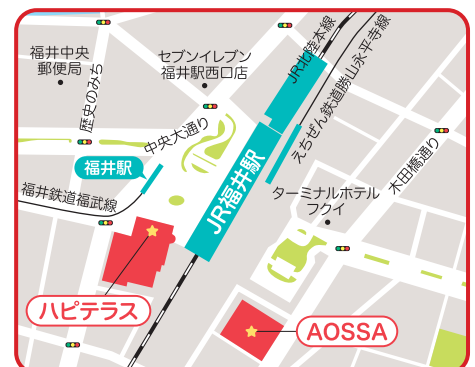 福井中央
郵便局
歴史のみち
セブンイレブン
福井駅西口店
JR北陸本線
えちぜん鉄道勝山永平寺線
中央大通り
木田橋通り
福井駅
JR福井駅
福井鉄道福武線
ターミナルホテル
フクイ
ハピテラス
AOSSA